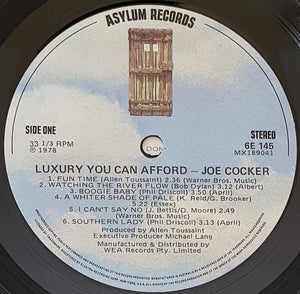 ASYLUM RECORDS
SIDE ONE
33 1/3 RPM
℗ 1978
STEREO
6E 145
MX189041
LUXURY YOU CAN AFFORD — JOE COCKER
1. FUN TIME (Allen Toussaint) 2.36 (Warner Bros. Music)
2. WATCHING THE RIVER FLOW (Bob Dylan) 3.12 (Albert)
3. BOOGIE BABY (Phil Driscoll) 3.50 (April)
4. A WHITER SHADE OF PALE (K. Reid/G. Brooker)
5.22 (Essex)
5. I CAN'T SAY NO (J. Bettis/D. Moore) 2.49
(Warner Bros. Music)
6. SOUTHERN LADY (Phil Driscoll) 3.13 (April)
Produced by Allen Toussaint
Executive Producer Michael Lang
Manufactured & Distributed by
WEA Records Pty. Limited